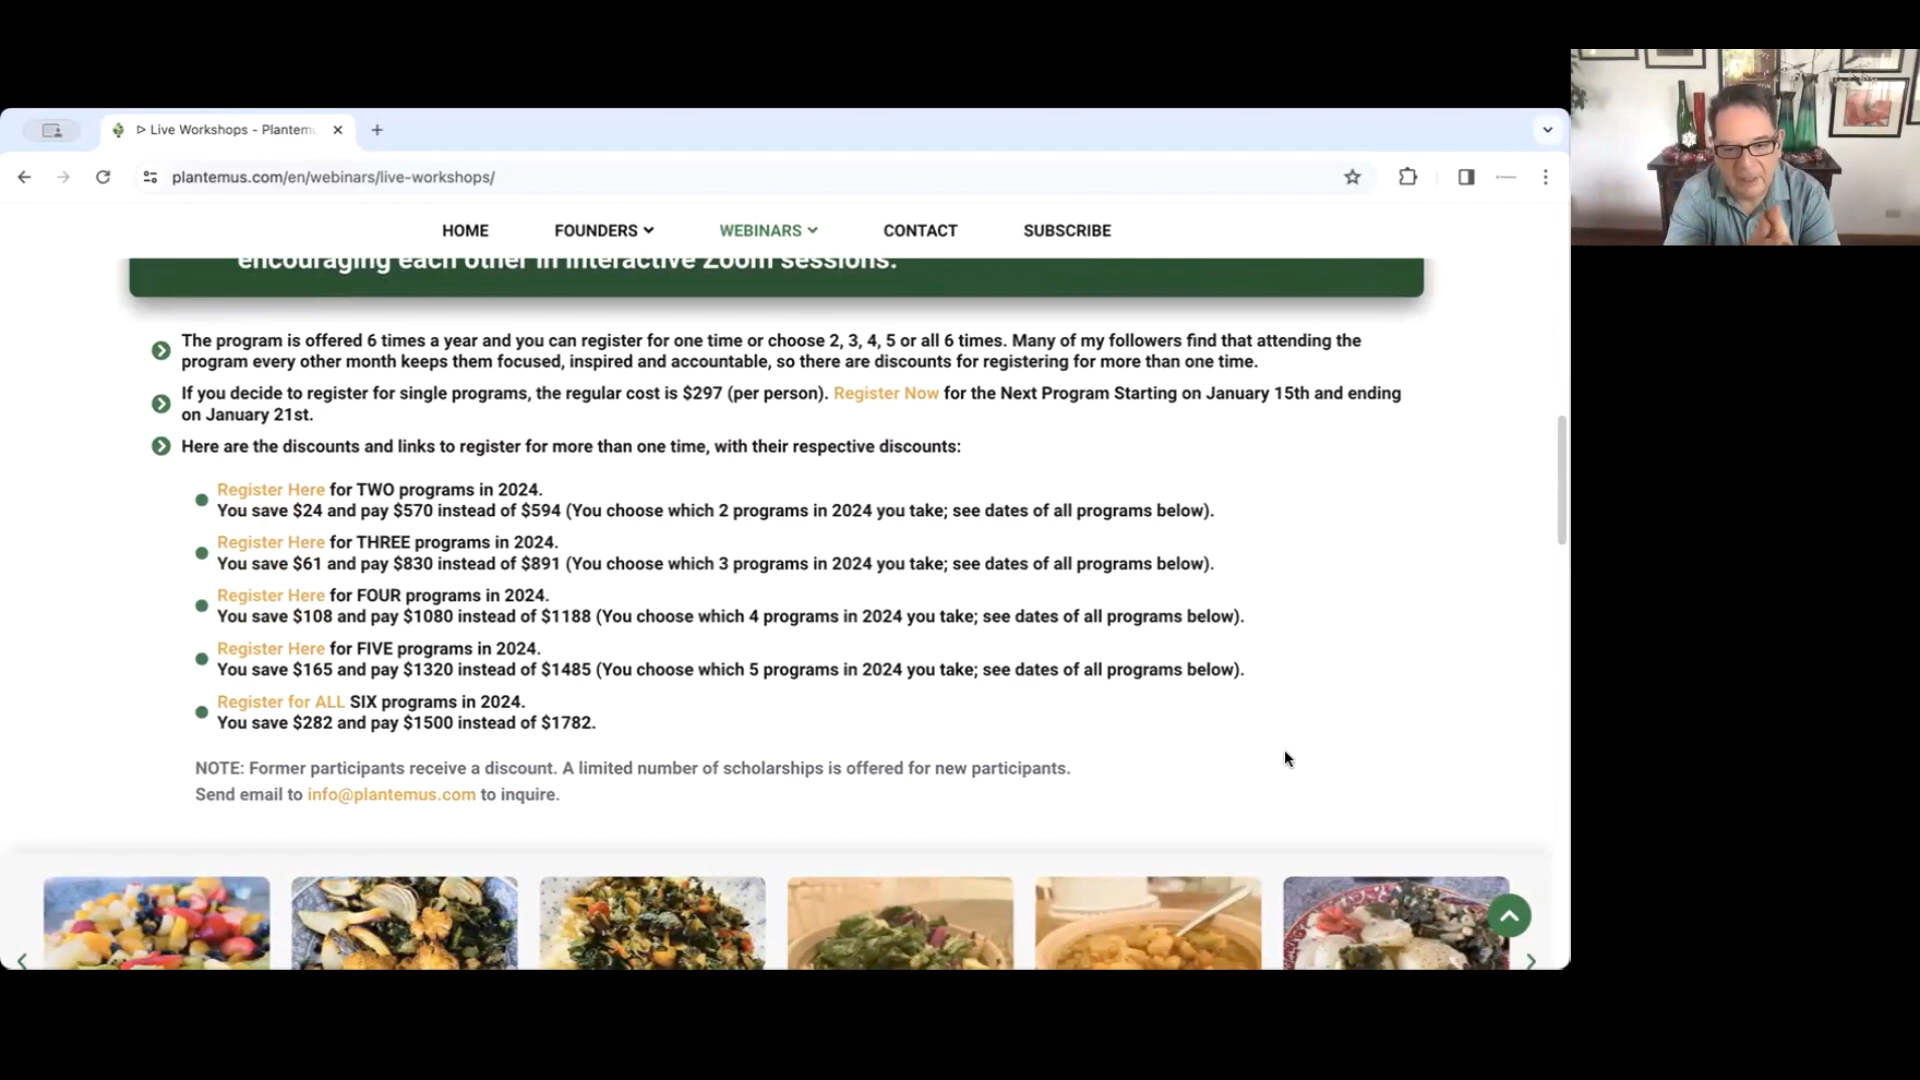 Live Workshops - Plantem
plantemus.com/en/webinars/live-workshops/
HOME FOUNDERS WEBINARS CONTACT SUBSCRIBE
encouraging each other in interactive Zoom sessions.
The program is offered 6 times a year and you can register for one time or choose 2, 3, 4, 5 or all 6 times. Many of my followers find that attending the
program every other month keeps them focused, inspired and accountable, so there are discounts for registering for more than one time.
If you decide to register for single programs, the regular cost is $297 (per person). Register Now for the Next Program Starting on January 15th and ending
on January 21st.
Here are the discounts and links to register for more than one time, with their respective discounts:
Register Here for TWO programs in 2024.
You save $24 and pay $570 instead of $594 (You choose which 2 programs in 2024 you take; see dates of all programs below).
Register Here for THREE programs in 2024.
You save $61 and pay $830 instead of $891 (You choose which 3 programs in 2024 you take; see dates of all programs below).
Register Here for FOUR programs in 2024.
You save $108 and pay $1080 instead of $1188 (You choose which 4 programs in 2024 you take; see dates of all programs below).
Register Here for FIVE programs in 2024.
You save $165 and pay $1320 instead of $1485 (You choose which 5 programs in 2024 you take; see dates of all programs below).
Register for ALL SIX programs in 2024.
You save $282 and pay $1500 instead of $1782.
NOTE: Former participants receive a discount. A limited number of scholarships is offered for new participants.
Send email to info@plantemus.com to inquire.